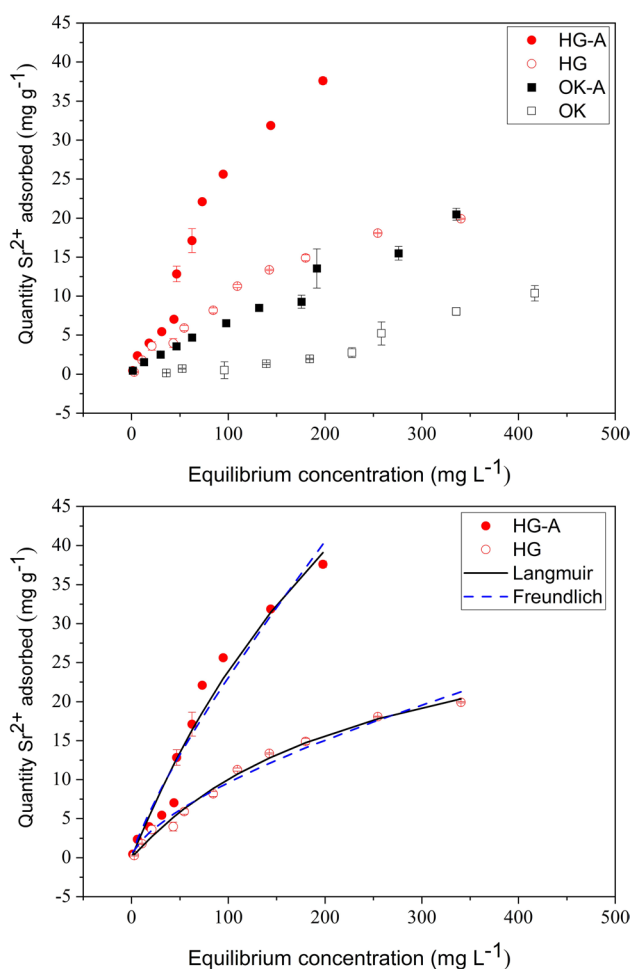 45
40
35
30
25
20
15
10
5
0
-5
Quantity Sr²⁺ adsorbed (mg g⁻¹)
HG-A
HG
OK-A
OK
0 100 200 300 400 500
Equilibrium concentration (mg L⁻¹)
45
40
35
30
25
20
15
10
5
0
-5
Quantity Sr²⁺ adsorbed (mg g⁻¹)
HG-A
HG
Langmuir
Freundlich
0 100 200 300 400 500
Equilibrium concentration (mg L⁻¹)